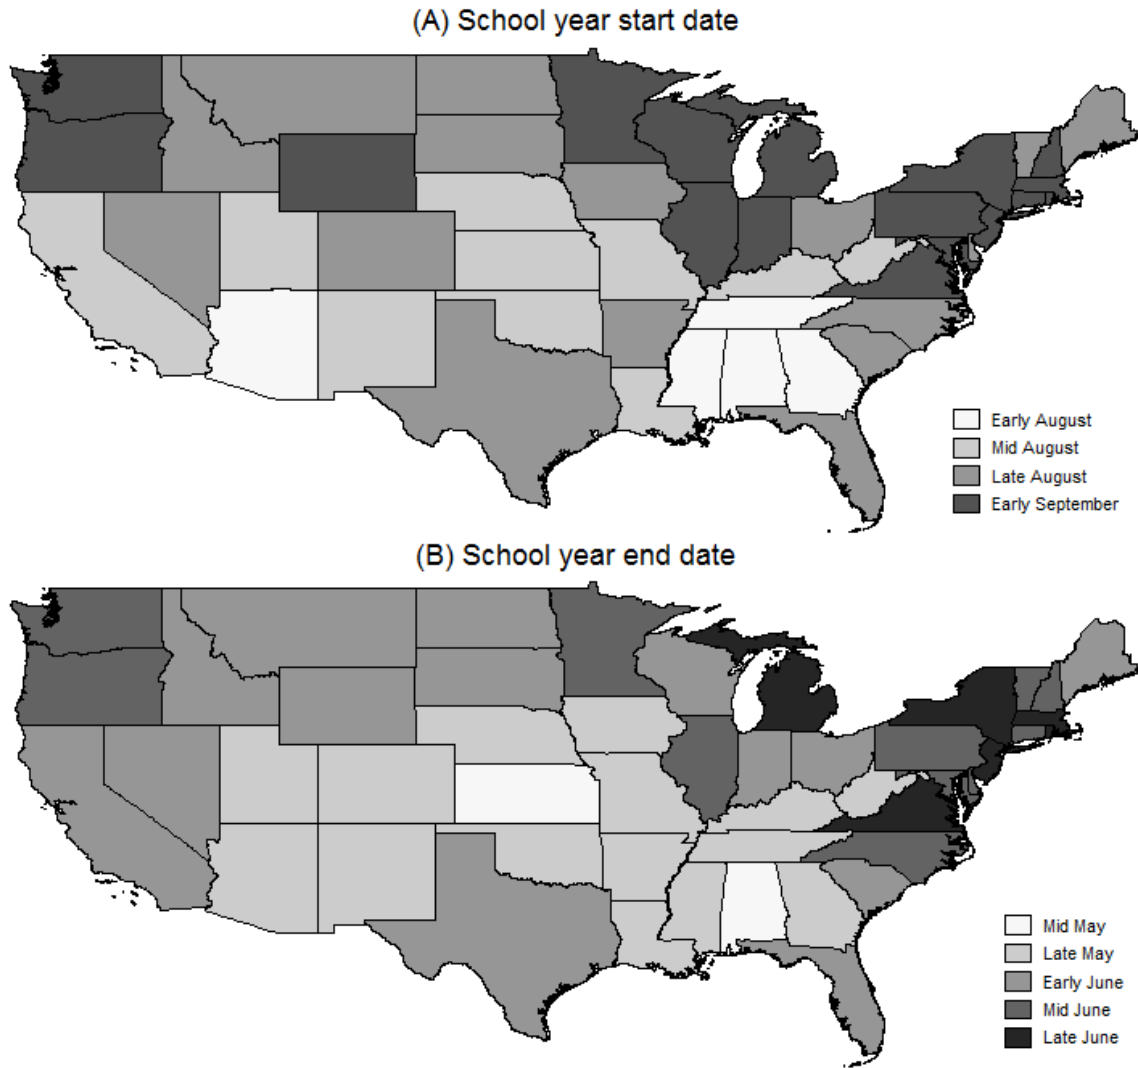 (A) School year start date
Early August
Mid August
Late August
Early September
(B) School year end date
Mid May
Late May
Early June
Mid June
Late June